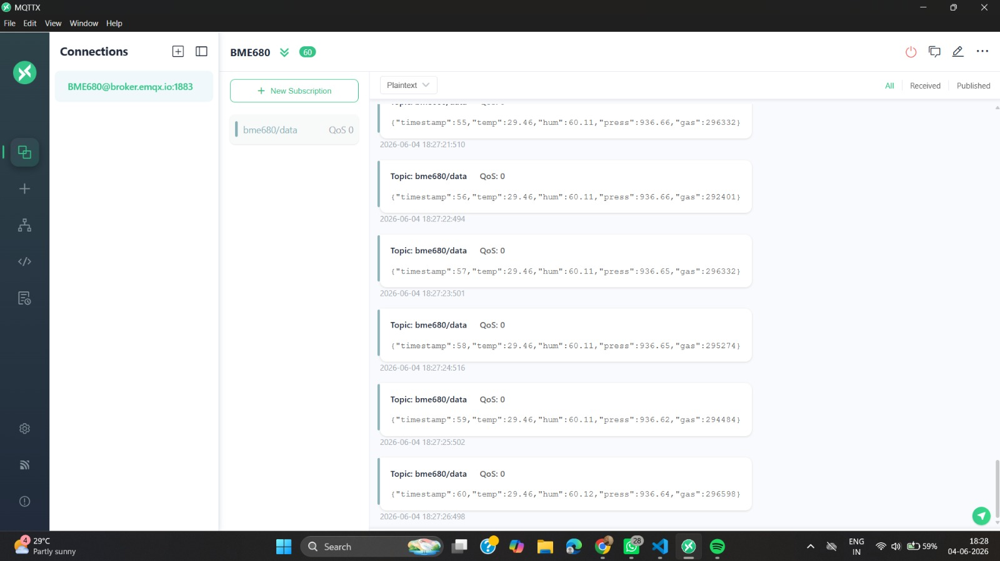 MQTTX
File Edit View Window Help
Connections
BME680@broker.emqx.io:1883
BME680 60
New Subscription
bme680/data QoS 0
Plaintext
All Received Published
{"timestamp":55,"temp":29.46,"hum":60.11,"press":936.66,"gas":296332}
2026-06-04 18:27:21:510
Topic: bme680/data QoS: 0
{"timestamp":56,"temp":29.46,"hum":60.11,"press":936.66,"gas":292401}
2026-06-04 18:27:22:494
Topic: bme680/data QoS: 0
{"timestamp":57,"temp":29.46,"hum":60.11,"press":936.65,"gas":296332}
2026-06-04 18:27:23:501
Topic: bme680/data QoS: 0
{"timestamp":58,"temp":29.46,"hum":60.11,"press":936.65,"gas":295274}
2026-06-04 18:27:24:516
Topic: bme680/data QoS: 0
{"timestamp":59,"temp":29.46,"hum":60.11,"press":936.62,"gas":294484}
2026-06-04 18:27:25:502
Topic: bme680/data QoS: 0
{"timestamp":60,"temp":29.46,"hum":60.12,"press":936.64,"gas":296598}
2026-06-04 18:27:26:498
4
29°C
Partly sunny
Search
28
ENG
IN
59%
18:28
04-06-2026